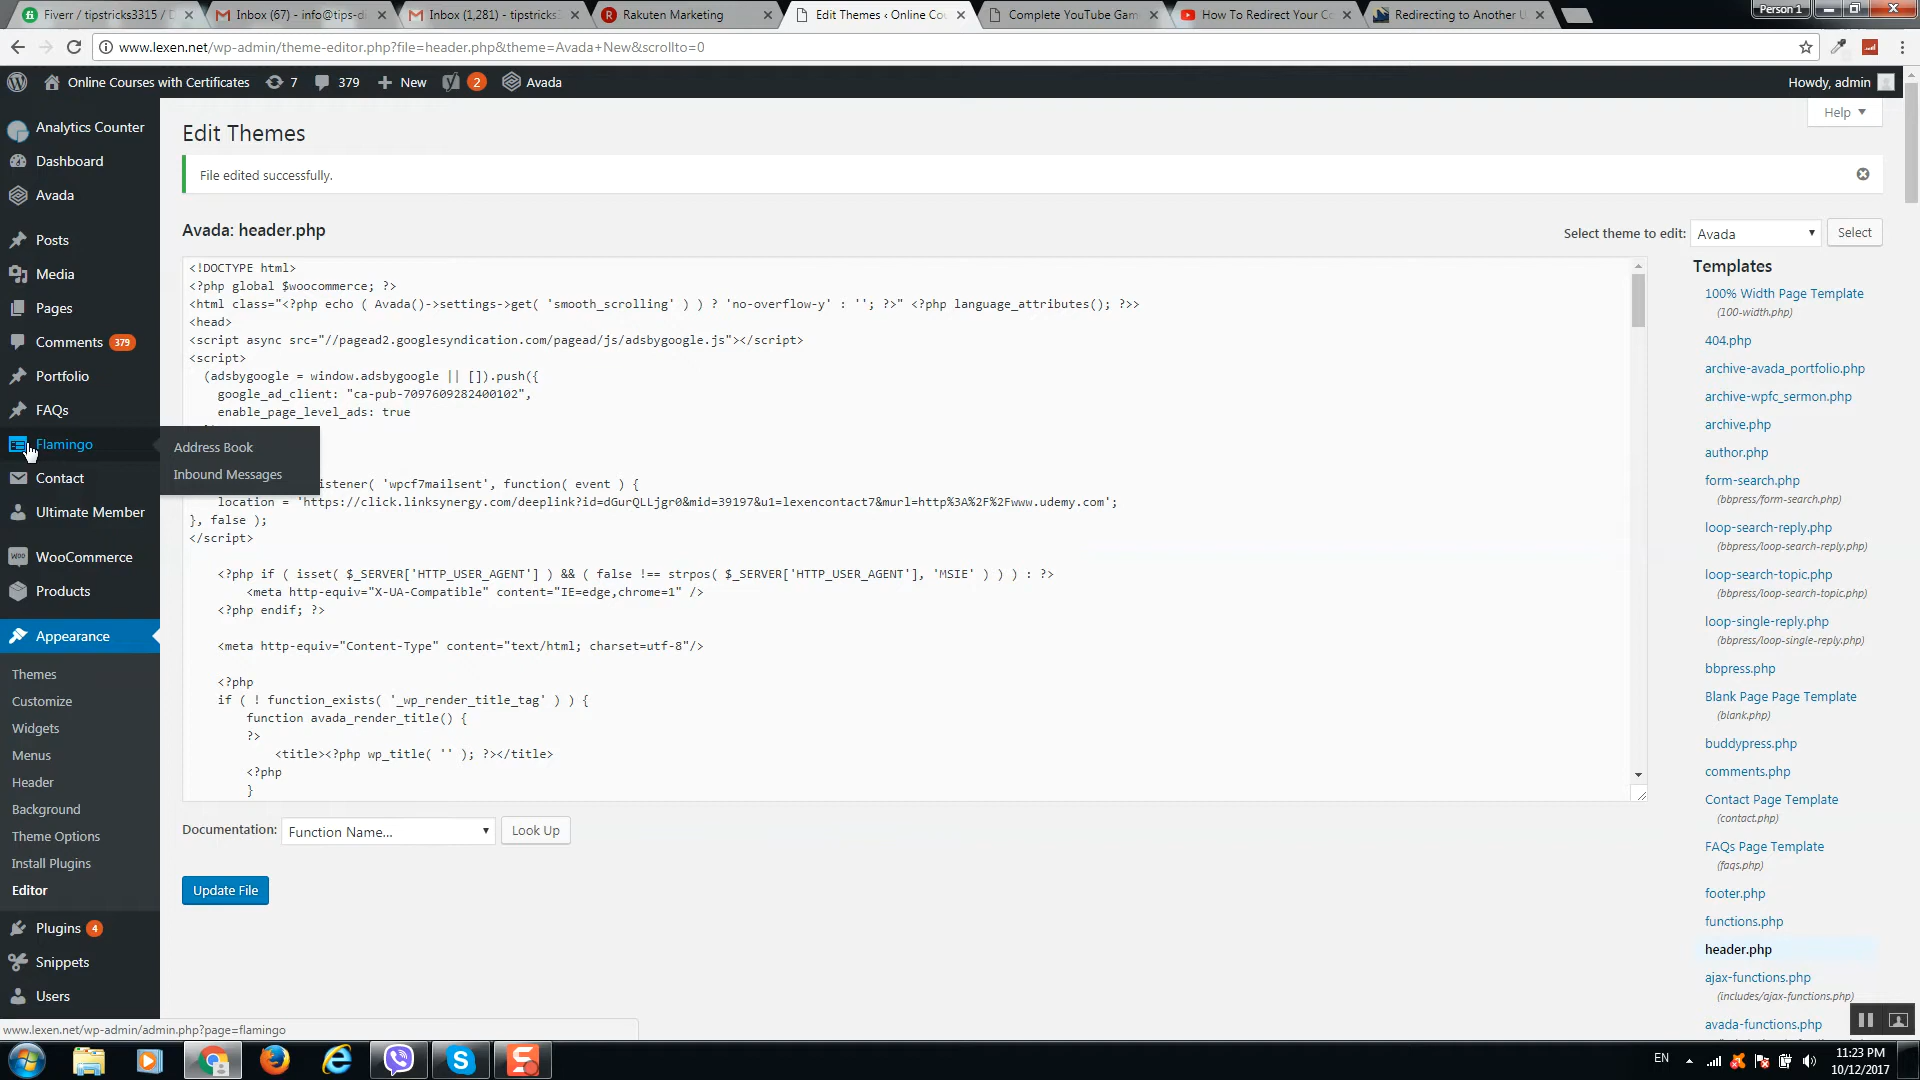 Fiverr / tipstricks3315 / D
Inbox (67) - info@tips-d
Inbox (1,281) - tipstricks
Rakuten Marketing
Edit Themes ‹ Online Co
Complete YouTube Gam
How To Redirect Your C
Redirecting to Another U
Person 1
www.lexen.net/wp-admin/theme-editor.php?file=header.php&theme=Avada+New&scrollto=0
Online Courses with Certificates
7
379
New
2
Avada
Howdy, admin
Help
Analytics Counter
Dashboard
Avada
Posts
Media
Pages
Comments 379
Portfolio
FAQs
Flamingo
Address Book
Inbound Messages
Contact
Ultimate Member
WooCommerce
Products
Appearance
Themes
Customize
Widgets
Menus
Header
Background
Theme Options
Install Plugins
Editor
Plugins 4
Snippets
Users
Edit Themes
File edited successfully.
Avada: header.php
Select theme to edit: Avada
Select
<!DOCTYPE html>
<?php global $woocommerce; ?>
<html class="<?php echo ( Avada()->settings->get( 'smooth_scrolling' ) ) ? 'no-overflow-y' : ''; ?>" <?php language_attributes(); ?>>
<head>
<script async src="//pagead2.googlesyndication.com/pagead/js/adsbygoogle.js"></script>
<script>
(adsbygoogle = window.adsbygoogle || []).push({
google_ad_client: "ca-pub-7097609282400102",
enable_page_level_ads: true
istener( 'wpcf7mailsent', function( event ) {
location = 'https://click.linksynergy.com/deeplink?id=dGurQLLjgr0&mid=39197&u1=lexencontact7&murl=http%3A%2F%2Fwww.udemy.com';
}, false );
</script>
<?php if ( isset( $_SERVER['HTTP_USER_AGENT'] ) && ( false !== strpos( $_SERVER['HTTP_USER_AGENT'], 'MSIE' ) ) ) : ?>
<meta http-equiv="X-UA-Compatible" content="IE=edge,chrome=1" />
<?php endif; ?>
<meta http-equiv="Content-Type" content="text/html; charset=utf-8"/>
<?php
if ( ! function_exists( '_wp_render_title_tag' ) ) {
function avada_render_title() {
?>
<title><?php wp_title( '' ); ?></title>
<?php
}
Documentation: Function Name...
Look Up
Update File
Templates
100% Width Page Template
(100-width.php)
404.php
archive-avada_portfolio.php
archive-wpfc_sermon.php
archive.php
author.php
form-search.php
(bbpress/form-search.php)
loop-search-reply.php
(bbpress/loop-search-reply.php)
loop-search-topic.php
(bbpress/loop-search-topic.php)
loop-single-reply.php
(bbpress/loop-single-reply.php)
bbpress.php
Blank Page Page Template
(blank.php)
buddypress.php
comments.php
Contact Page Template
(contact.php)
FAQs Page Template
(faqs.php)
footer.php
functions.php
header.php
ajax-functions.php
(includes/ajax-functions.php)
avada-functions.php
www.lexen.net/wp-admin/admin.php?page=flamingo
EN
11:23 PM
10/12/2017